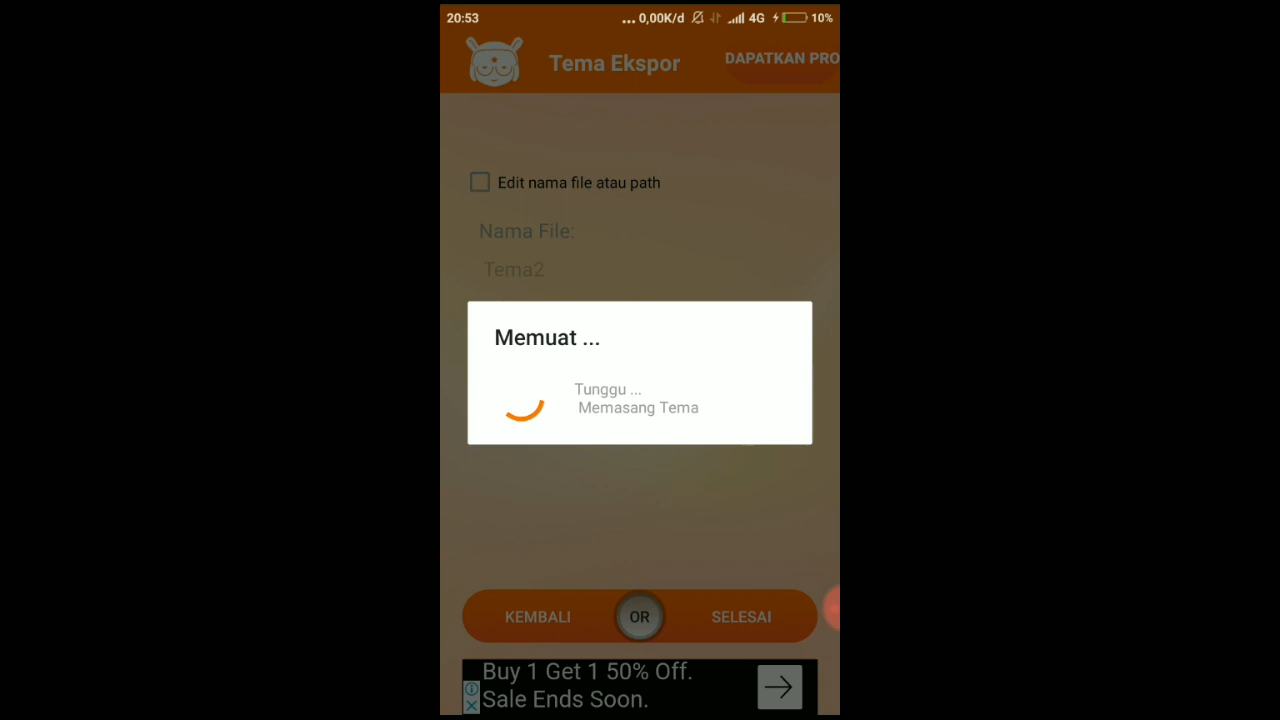 20:53
... 0,00K/d 4G 10%
Tema Ekspor
DAPATKAN PRO
Edit nama file atau path
Nama File:
Tema2
Memuat ...
Tunggu ...
Memasang Tema
KEMBALI
OR
SELESAI
Buy 1 Get 1 50% Off.
Sale Ends Soon.